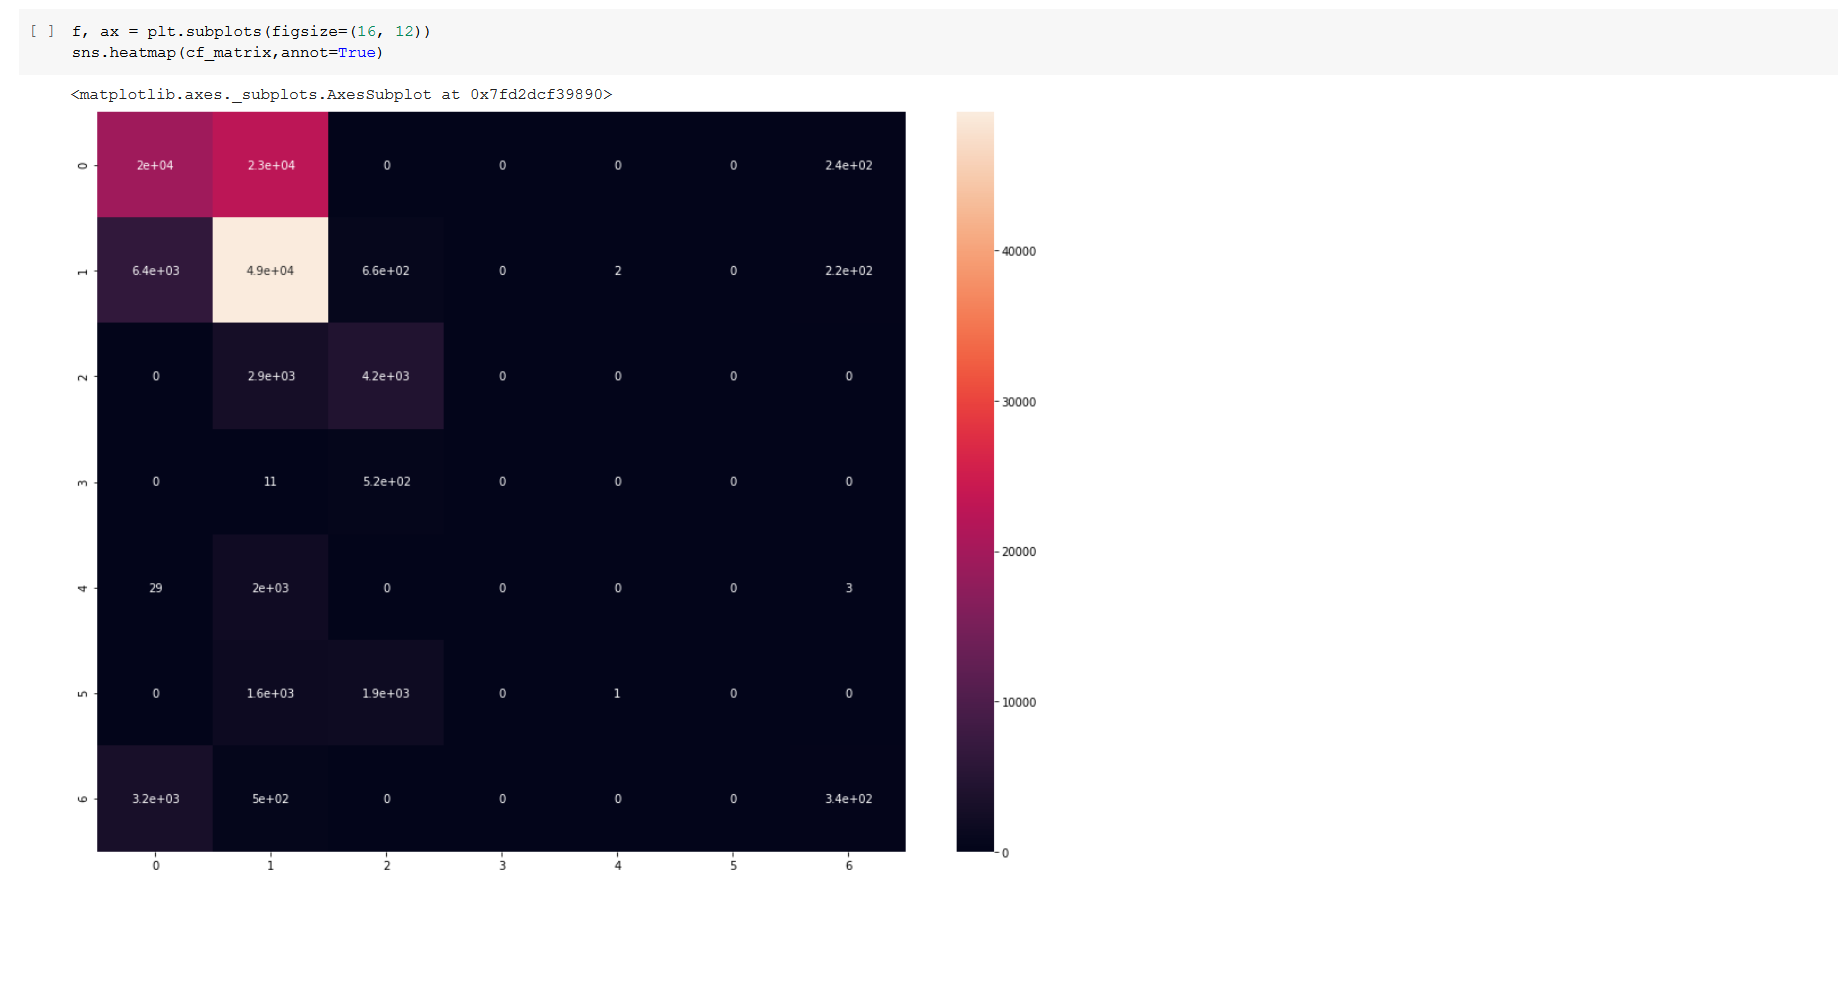 [ ] f, ax = plt.subplots(figsize=(16, 12))
sns.heatmap(cf_matrix,annot=True)
<matplotlib.axes._subplots.AxesSubplot at 0x7fd2dcf39890>
0 2e+04 2.3e+04 0 0 0 0 2.4e+02
1 6.4e+03 4.9e+04 6.6e+02 0 2 0 2.2e+02
2 0 2.9e+03 4.2e+03 0 0 0 0
3 0 11 5.2e+02 0 0 0 0
4 29 2e+03 0 0 0 0 3
5 0 1.6e+03 1.9e+03 0 1 0 0
6 3.2e+03 5e+02 0 0 0 0 3.4e+02
0 1 2 3 4 5 6
40000
30000
20000
10000
0